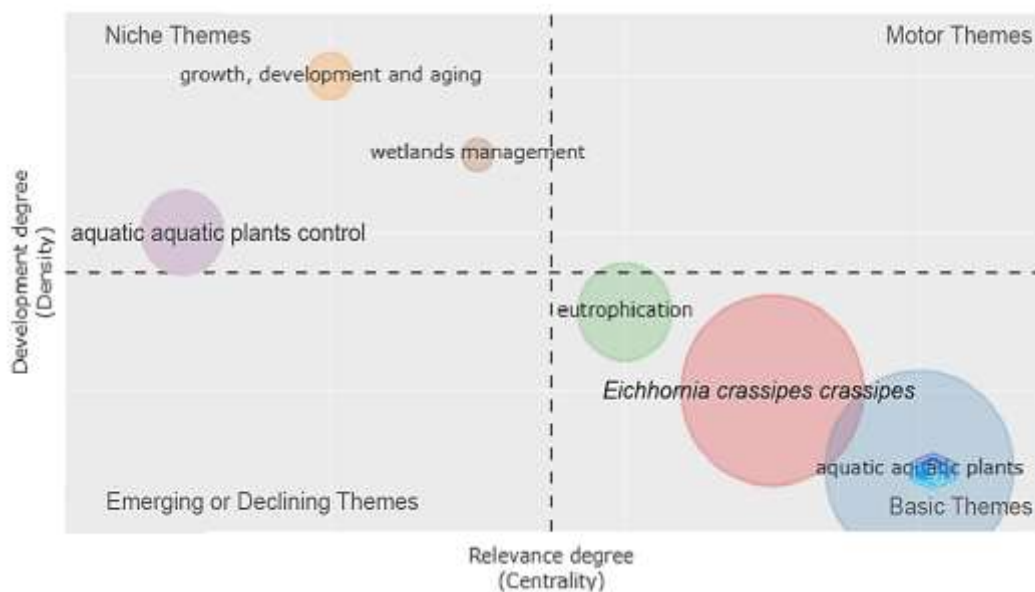 Niche Themes
Motor Themes
growth, development and aging
wetlands management
aquatic aquatic plants control
eutrophication
Eichhornia crassipes crassipes
aquatic aquatic plants
Emerging or Declining Themes
Basic Themes
Development degree
(Density)
Relevance degree
(Centrality)